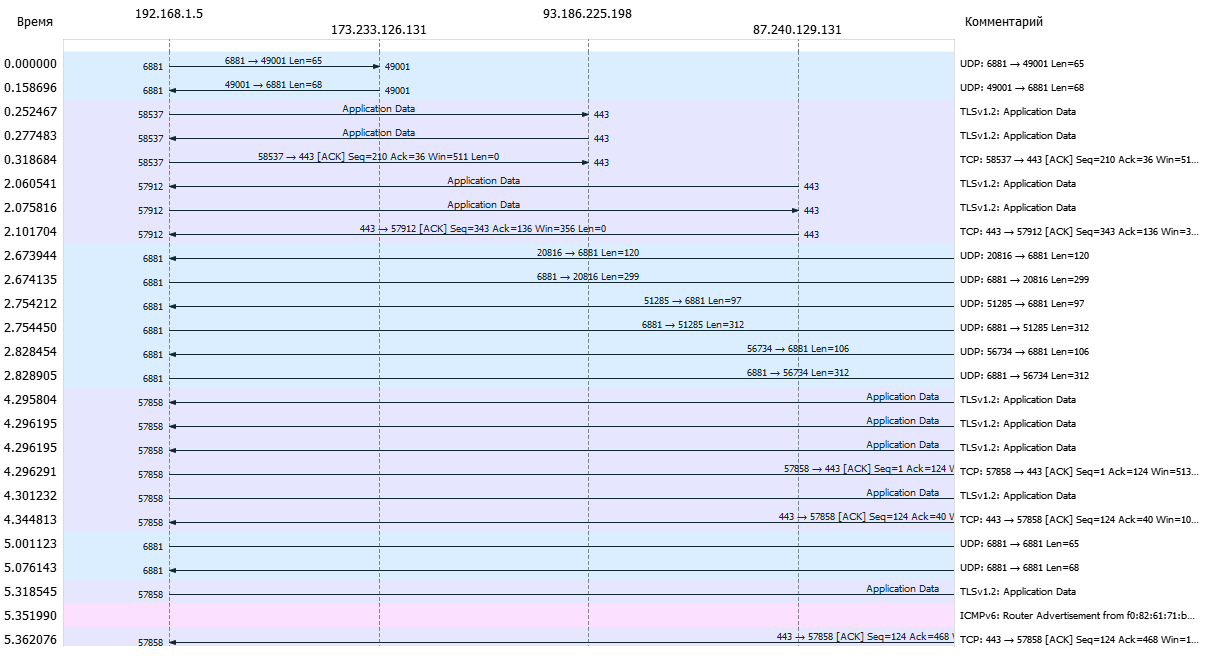 Время 192.168.1.5 93.186.225.198 Комментарий
173.233.126.131 87.240.129.131
0.000000 6881 6881 → 49001 Len=65 49001 UDP: 6881 → 49001 Len=65
0.158696 6881 49001 → 6881 Len=68 49001 UDP: 49001 → 6881 Len=68
0.252467 58537 Application Data 443 TLSv1.2: Application Data
0.277483 58537 Application Data 443 TLSv1.2: Application Data
0.318684 58537 58537 → 443 [ACK] Seq=210 Ack=36 Win=511 Len=0 443 TCP: 58537 → 443 [ACK] Seq=210 Ack=36 Win=51...
2.060541 57912 Application Data 443 TLSv1.2: Application Data
2.075816 57912 Application Data 443 TLSv1.2: Application Data
2.101704 57912 443 → 57912 [ACK] Seq=343 Ack=136 Win=356 Len=0 443 TCP: 443 → 57912 [ACK] Seq=343 Ack=136 Win=3...
2.673944 6881 20816 → 6881 Len=120 UDP: 20816 → 6881 Len=120
2.674135 6881 6881 → 20816 Len=299 UDP: 6881 → 20816 Len=299
2.754212 6881 51285 → 6881 Len=97 UDP: 51285 → 6881 Len=97
2.754450 6881 6881 → 51285 Len=312 UDP: 6881 → 51285 Len=312
2.828454 6881 56734 → 6881 Len=106 UDP: 56734 → 6881 Len=106
2.828905 6881 6881 → 56734 Len=312 UDP: 6881 → 56734 Len=312
4.295804 57858 Application Data TLSv1.2: Application Data
4.296195 57858 Application Data TLSv1.2: Application Data
4.296195 57858 Application Data TLSv1.2: Application Data
4.296291 57858 57858 → 443 [ACK] Seq=1 Ack=124 W TCP: 57858 → 443 [ACK] Seq=1 Ack=124 Win=513...
4.301232 57858 Application Data TLSv1.2: Application Data
4.344813 57858 443 → 57858 [ACK] Seq=124 Ack=40 W TCP: 443 → 57858 [ACK] Seq=124 Ack=40 Win=10...
5.001123 6881 UDP: 6881 → 6881 Len=65
5.076143 6881 UDP: 6881 → 6881 Len=68
5.318545 57858 Application Data TLSv1.2: Application Data
5.351990 ICMPv6: Router Advertisement from f0:82:61:71:b...
5.362076 57858 443 → 57858 [ACK] Seq=124 Ack=468 TCP: 443 → 57858 [ACK] Seq=124 Ack=468 Win=1...